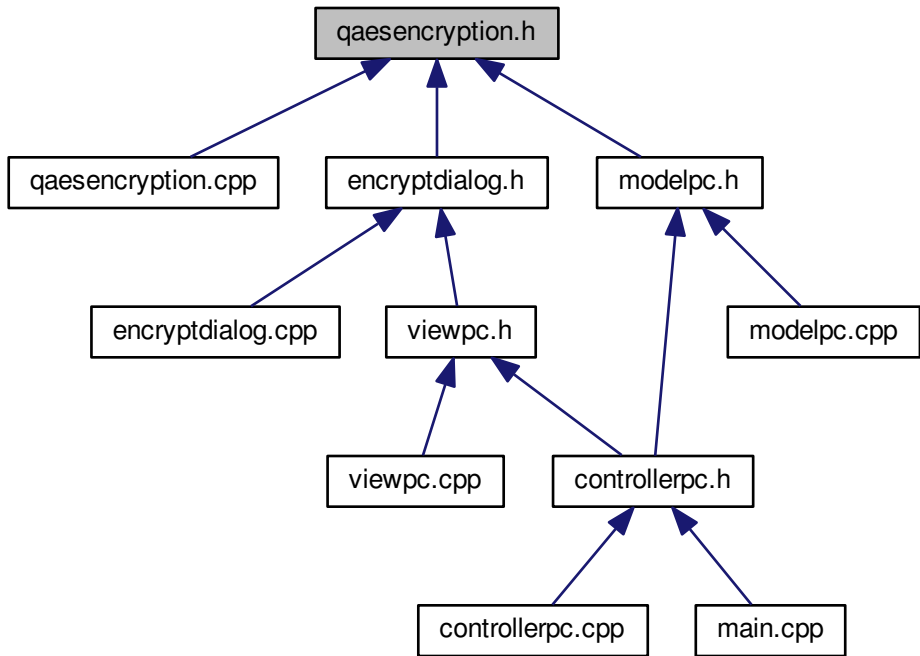 qaesencryption.h
qaesencryption.cpp
encryptdialog.h
modelpc.h
encryptdialog.cpp
viewpc.h
modelpc.cpp
viewpc.cpp
controllerpc.h
controllerpc.cpp
main.cpp